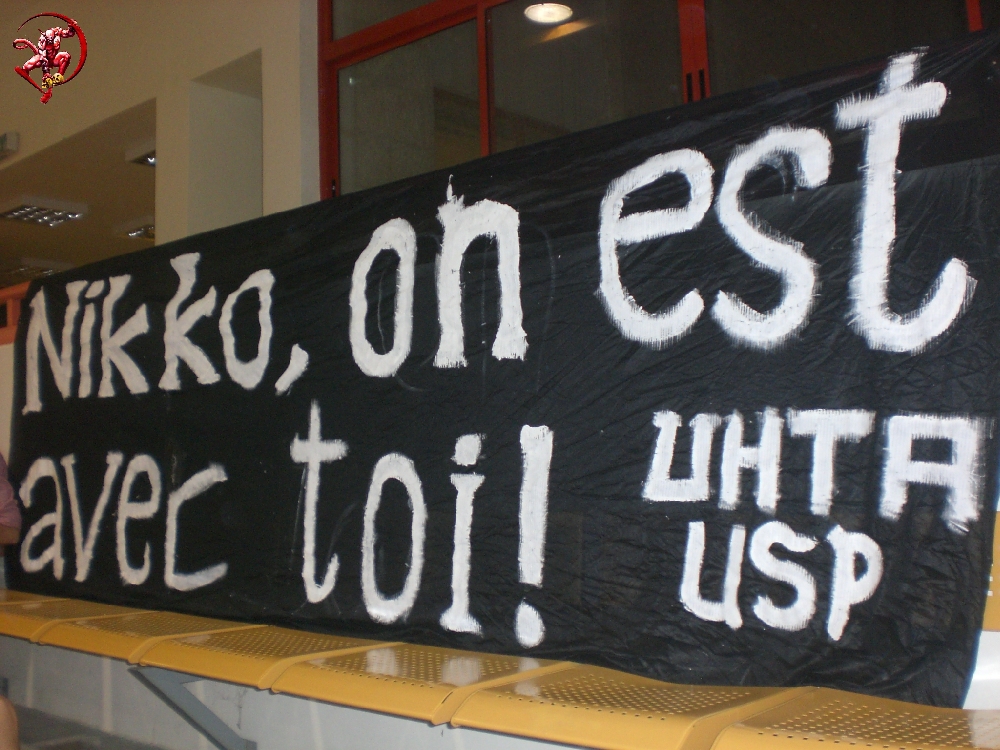 Nikko, on est
avec toi!
UHTA
USP